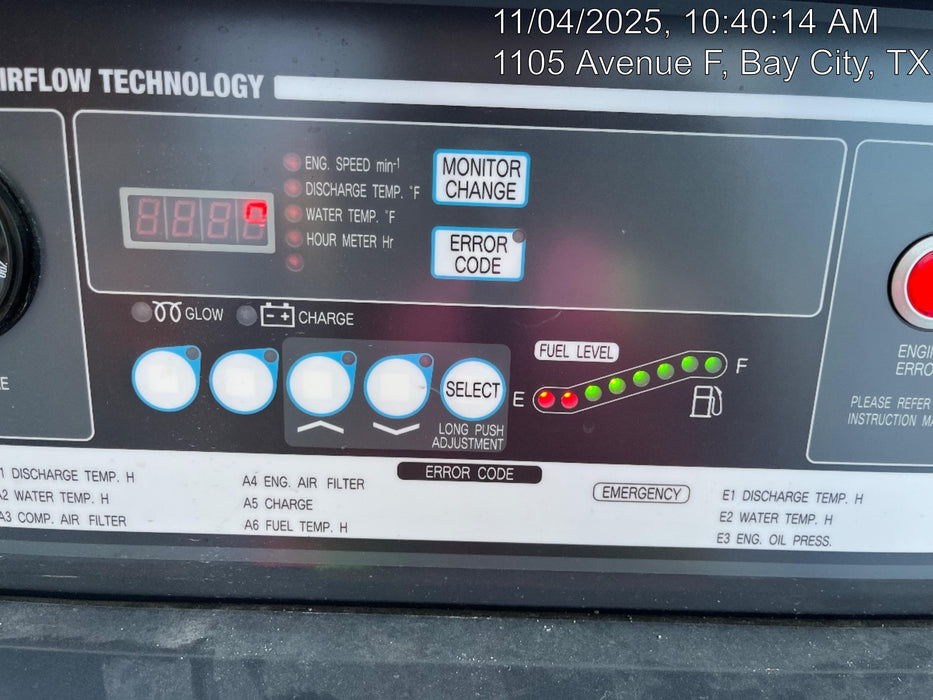 11/04/2025, 10:40:14 AM
1105 Avenue F, Bay City, TX
IRFLOW TECHNOLOGY
ENG. SPEED min-1
DISCHARGE TEMP. °F
WATER TEMP. °F
HOUR METER Hr
MONITOR
CHANGE
ERROR
CODE
GLOW
- +
CHARGE
FUEL LEVEL
E
F
SELECT
LONG PUSH
ADJUSTMENT
ENGI
ERRO
PLEASE REFER
INSTRUCTION MA
E
ERROR CODE
1 DISCHARGE TEMP. H
A2 WATER TEMP. H
A3 COMP. AIR FILTER
A4 ENG. AIR FILTER
A5 CHARGE
A6 FUEL TEMP. H
EMERGENCY
E1 DISCHARGE TEMP. H
E2 WATER TEMP. H
E3 ENG. OIL PRESS.